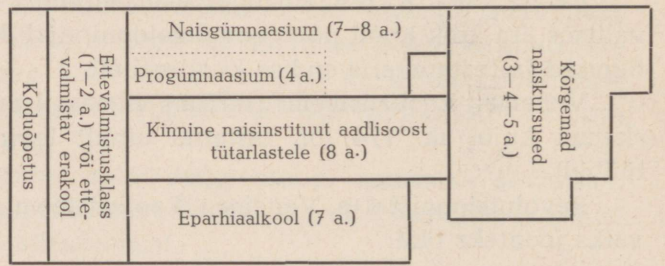 Koduõpetus
Ettevalmistusklass
(1—2 a.) või ette-
valmistav erakool
Naisgümnaasium (7—8 a.)
Progümnaasium (4 a.)
Kinnine naisinstituut aadlisoost
tütarlastele (8 a.)
Eparhiaalkool (7 a.)
Kõrgemad
naiskursused
(3—4—5 a.)